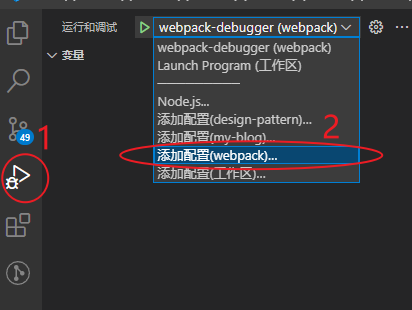 运行和调试
webpack-debugger (webpack)
webpack-debugger (webpack)
Launch Program (工作区)
变量
Node.js...
添加配置(design-pattern)...
49
添加配置(my-blog)...
1
2
添加配置(webpack)...
添加配置(工作区)...